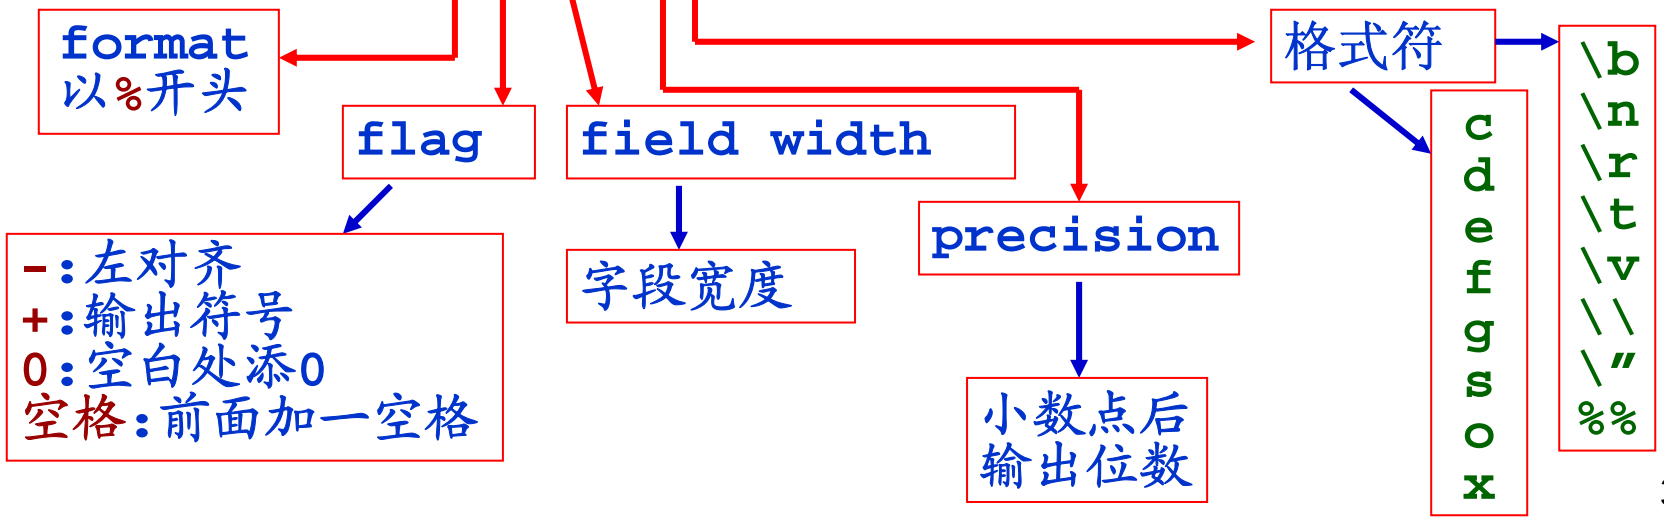 format
以%开头
flag
field width
格式符
-:左对齐
+:输出符号
0:空白处添0
空格:前面加一空格
字段宽度
precision
小数点后
输出位数
c
d
e
f
g
s
o
x
\b
\n
\r
\t
\v
\\
\″
%%